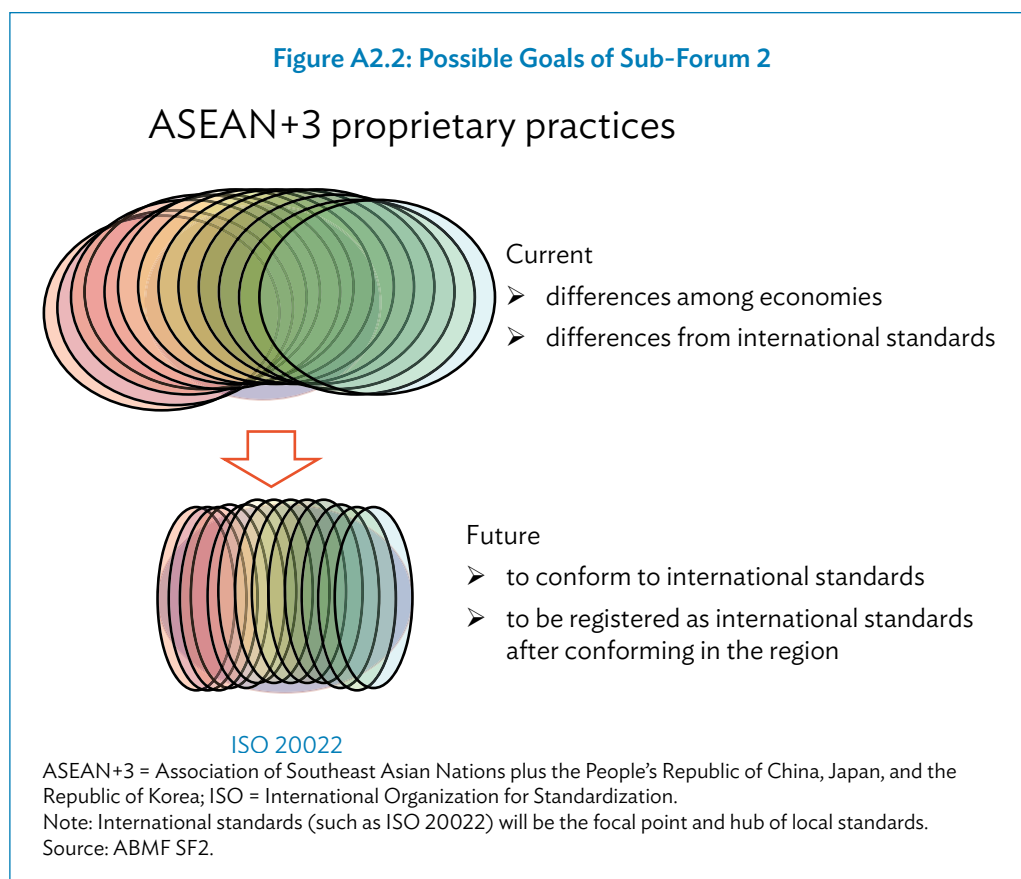 Figure A2.2: Possible Goals of Sub-Forum 2
ASEAN+3 proprietary practices
Current
➢ differences among economies
➢ differences from international standards
Future
➢ to conform to international standards
➢ to be registered as international standards
after conforming in the region
ISO 20022
ASEAN+3 = Association of Southeast Asian Nations plus the People’s Republic of China, Japan, and the
Republic of Korea; ISO = International Organization for Standardization.
Note: International standards (such as ISO 20022) will be the focal point and hub of local standards.
Source: ABMF SF2.